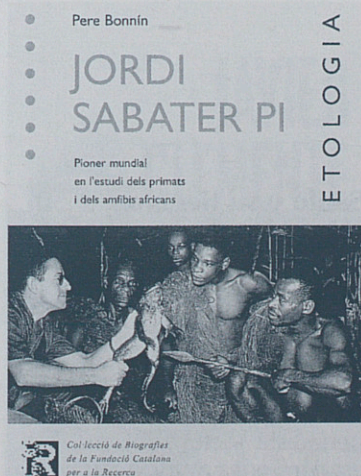 Pere Bonnín
JORDI
SABATER PI
ETOLOGIA
Pioner mundial
en l'estudi dels primats
i dels amfibis africans
R
Col·lecció de Biografies
de la Fundació Catalana
per a la Recerca